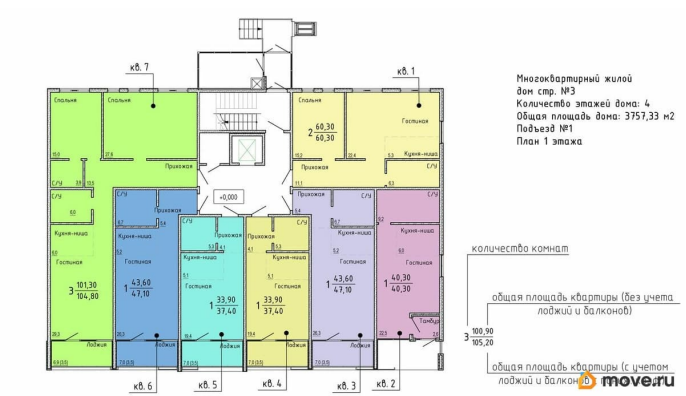 кв. 7
кв. 1
Многоквартирный жилой
дом стр. №3
Количество этажей дома: 4
Общая площадь дома: 3757,33 м2
Подъезд №1
План 1 этажа
Спальня
Спальня
Гостиная
2 60,30
60,30
Кухня-ниша
Прихожая
Прихожая
С/У
С/У
+0,000
Прихожая
Прихожая
С/У
С/У
С/У
С/У
Прихожая
Прихожая
Кухня-ниша
Кухня-ниша
Кухня-ниша
Кухня-ниша
Кухня-ниша
Кухня-ниша
Гостиная
Гостиная
Гостиная
Гостиная
Гостиная
Гостиная
3 101,30
104,80
1 43,60
47,10
1 33,90
37,40
1 33,90
37,40
1 43,60
47,10
1 40,30
40,30
Тамбур
Лоджия
Лоджия
Лоджия
Лоджия
Лоджия
кв. 6
кв. 5
кв. 4
кв. 3
кв. 2
количество комнат
общая площадь квартиры (без учета
лоджий и балконов)
3 100,90
105,20
общая площадь квартиры (с учетом
лоджий и балконов с
move.ru